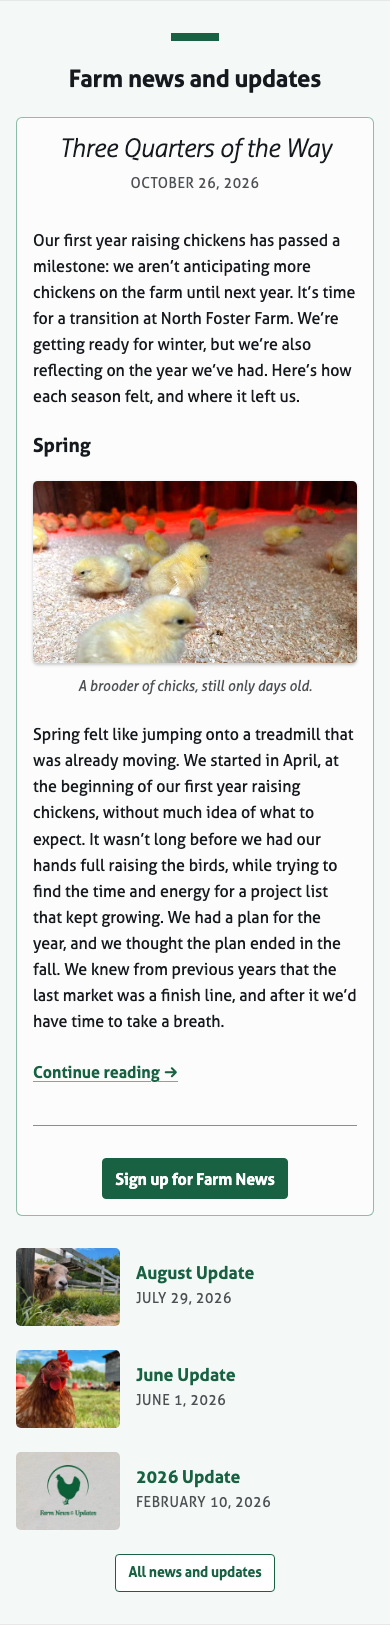 Farm news and updates
Three Quarters of the Way
OCTOBER 26, 2026
Our first year raising chickens has passed a
milestone: we aren’t anticipating more
chickens on the farm until next year. It’s time
for a transition at North Foster Farm. We’re
getting ready for winter, but we’re also
reflecting on the year we’ve had. Here’s how
each season felt, and where it left us.
Spring
A brooder of chicks, still only days old.
Spring felt like jumping onto a treadmill that
was already moving. We started in April, at
the beginning of our first year raising
chickens, without much idea of what to
expect. It wasn’t long before we had our
hands full raising the birds, while trying to
find the time and energy for a project list
that kept growing. We had a plan for the
year, and we thought the plan ended in the
fall. We knew from previous years that the
last market was a finish line, and after it we’d
have time to take a breath.
Continue reading →
Sign up for Farm News
August Update
JULY 29, 2026
June Update
JUNE 1, 2026
Farm News & Updates
2026 Update
FEBRUARY 10, 2026
All news and updates